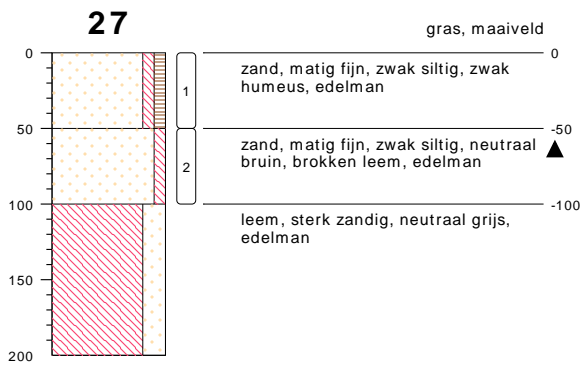 27
gras, maaiveld
0
0
zand, matig fijn, zwak siltig, zwak
humeus, edelman
1
50
-50
zand, matig fijn, zwak siltig, neutraal
bruin, brokken leem, edelman
2
100
-100
leem, sterk zandig, neutraal grijs,
edelman
150
200